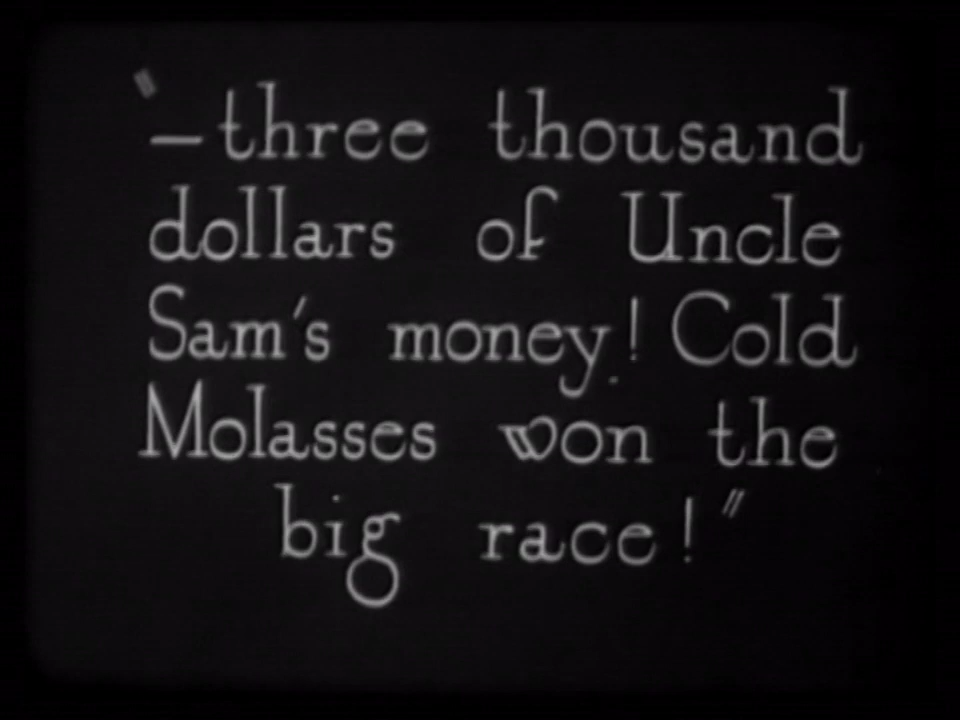 "—three thousand
dollars of Uncle
Sam's money! Cold
Molasses won the
big race!"